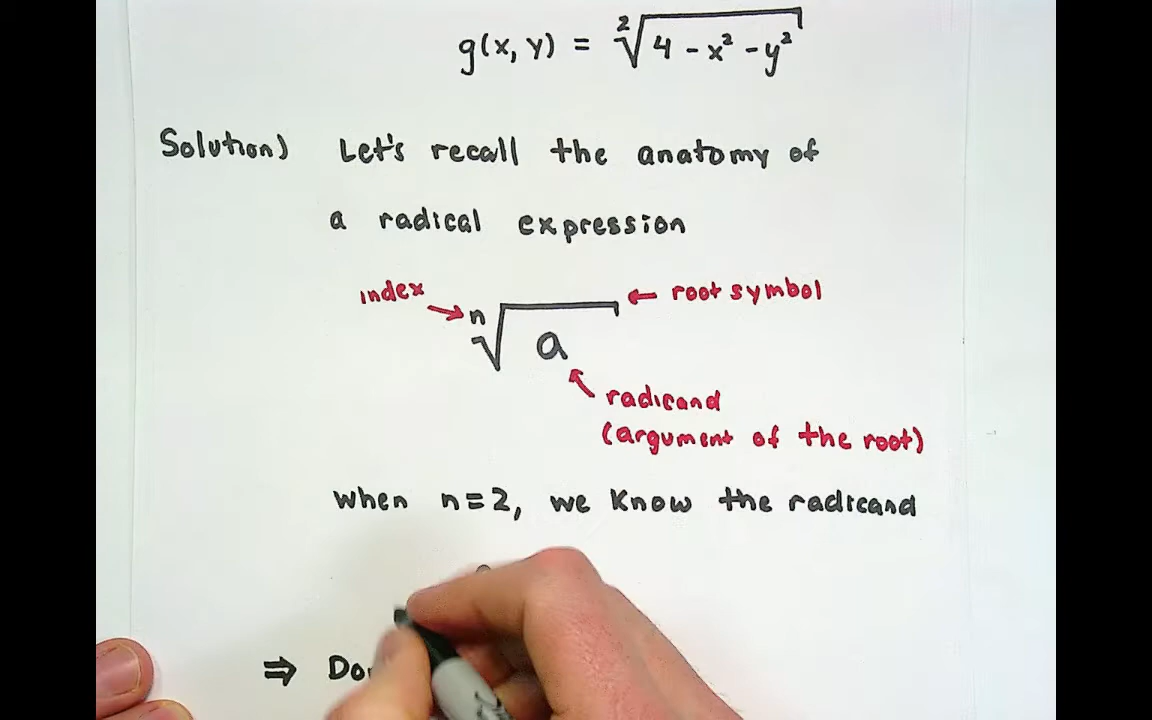 g(x, y) = ²√4 - x² - y²
Solution) Let's recall the anatomy of
a radical expression
index → n√a ← root symbol
radicand
(argument of the root)
when n=2, we know the radicand
⇒